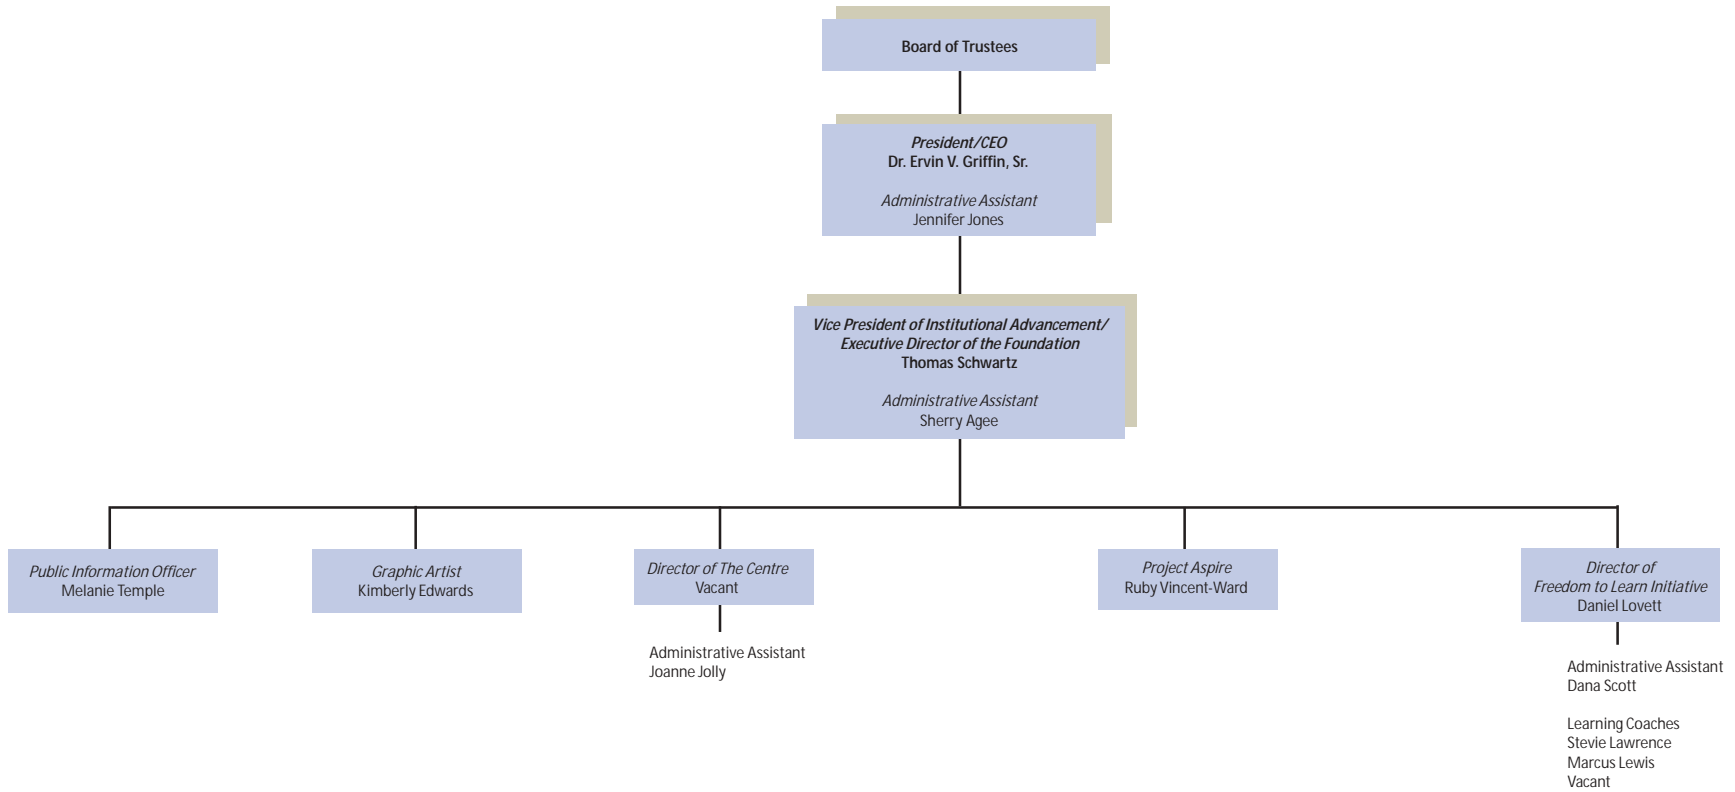 Board of Trustees
President/CEO
Dr. Ervin V. Griffin, Sr.
Administrative Assistant
Jennifer Jones
Vice President of Institutional Advancement/
Executive Director of the Foundation
Thomas Schwartz
Administrative Assistant
Sherry Agee
Public Information Officer
Melanie Temple
Graphic Artist
Kimberly Edwards
Director of The Centre
Vacant
Administrative Assistant
Joanne Jolly
Project Aspire
Ruby Vincent-Ward
Director of
Freedom to Learn Initiative
Daniel Lovett
Administrative Assistant
Dana Scott
Learning Coaches
Stevie Lawrence
Marcus Lewis
Vacant